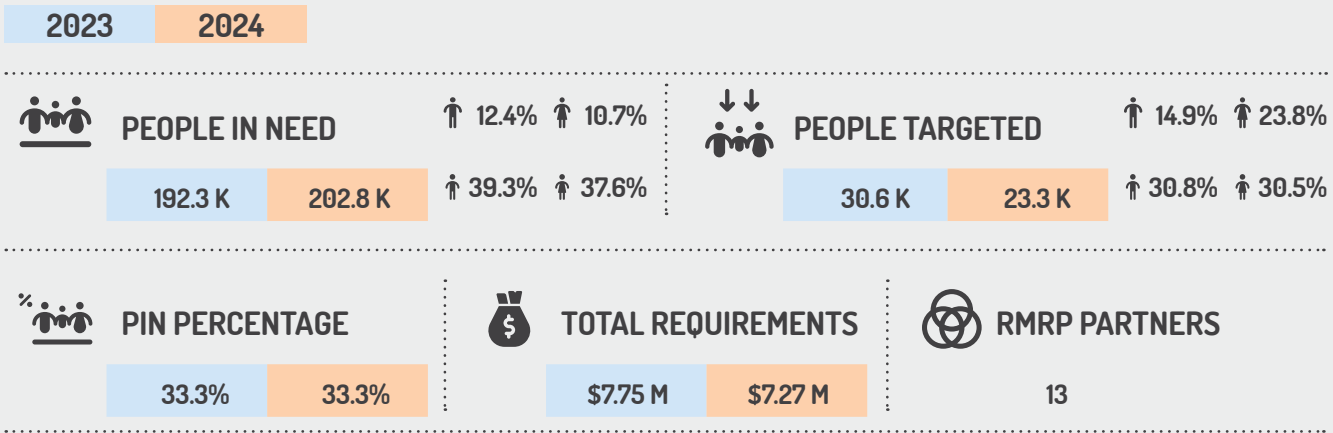 2023 2024
PEOPLE IN NEED 12.4% 10.7%
192.3 K 202.8 K 39.3% 37.6%
PEOPLE TARGETED 14.9% 23.8%
30.6 K 23.3 K 30.8% 30.5%
% PIN PERCENTAGE
33.3% 33.3%
$ TOTAL REQUIREMENTS
$7.75 M $7.27 M
RMRP PARTNERS
13